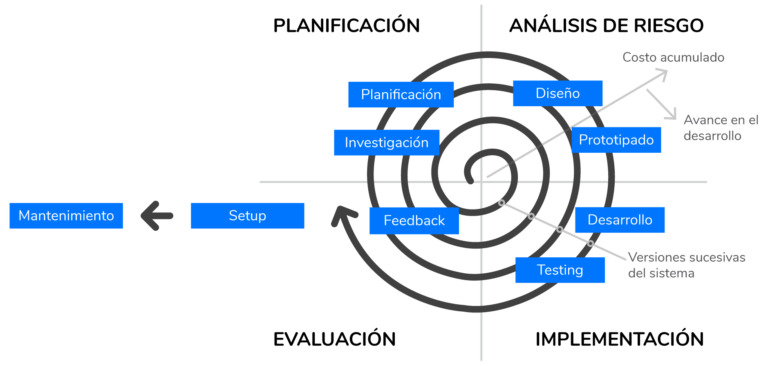 PLANIFICACIÓN
ANÁLISIS DE RIESGO
Costo acumulado
Planificación
Diseño
Avance en el
desarrollo
Investigación
Prototipado
Mantenimiento
Setup
Feedback
Desarrollo
Versiones sucesivas
del sistema
Testing
EVALUACIÓN
IMPLEMENTACIÓN